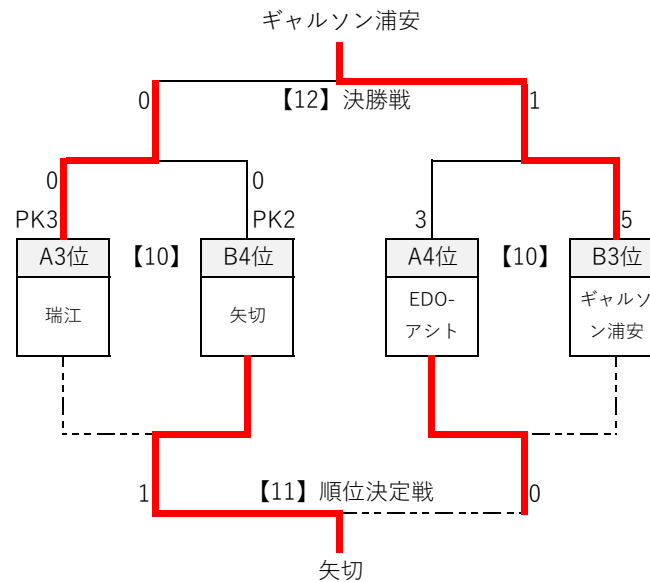 ギャルソン浦安
0 【12】決勝戦 1
0 0
PK3 PK2 3 5
A3位 【10】 B4位 A4位 【10】 B3位
瑞江
矢切
EDO-
アシト
ギャルソ
ン浦安
1 【11】順位決定戦 0
矢切